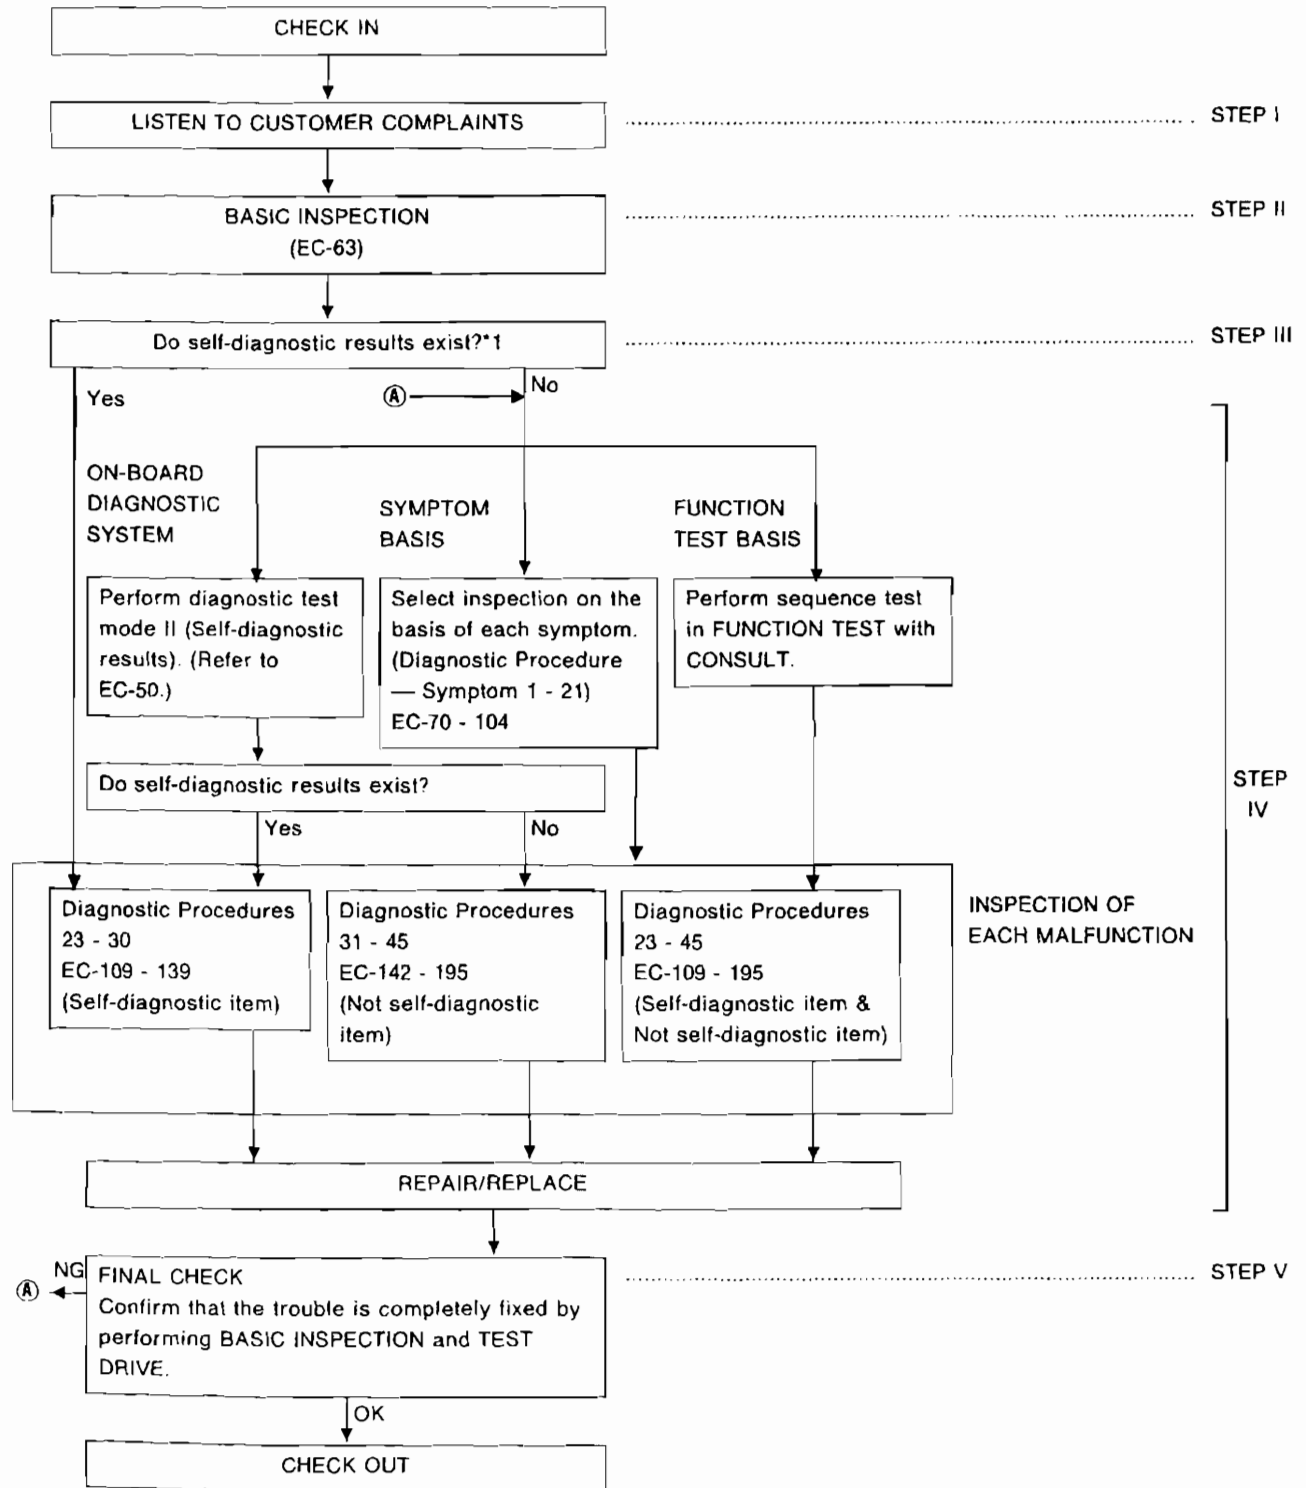 CHECK IN
LISTEN TO CUSTOMER COMPLAINTS
STEP I
BASIC INSPECTION
(EC-63)
STEP II
Do self-diagnostic results exist?*1
STEP III
Yes
Ⓐ
No
ON-BOARD
DIAGNOSTIC
SYSTEM
SYMPTOM
BASIS
FUNCTION
TEST BASIS
Perform diagnostic test
mode II (Self-diagnostic
results). (Refer to
EC-50.)
Select inspection on the
basis of each symptom.
(Diagnostic Procedure
— Symptom 1 - 21)
EC-70 - 104
Perform sequence test
in FUNCTION TEST with
CONSULT.
Do self-diagnostic results exist?
Yes
No
STEP
IV
Diagnostic Procedures
23 - 30
EC-109 - 139
(Self-diagnostic item)
Diagnostic Procedures
31 - 45
EC-142 - 195
(Not self-diagnostic
item)
Diagnostic Procedures
23 - 45
EC-109 - 195
(Self-diagnostic item &
Not self-diagnostic item)
INSPECTION OF
EACH MALFUNCTION
REPAIR/REPLACE
Ⓐ
NG
FINAL CHECK
Confirm that the trouble is completely fixed by
performing BASIC INSPECTION and TEST
DRIVE.
STEP V
OK
CHECK OUT